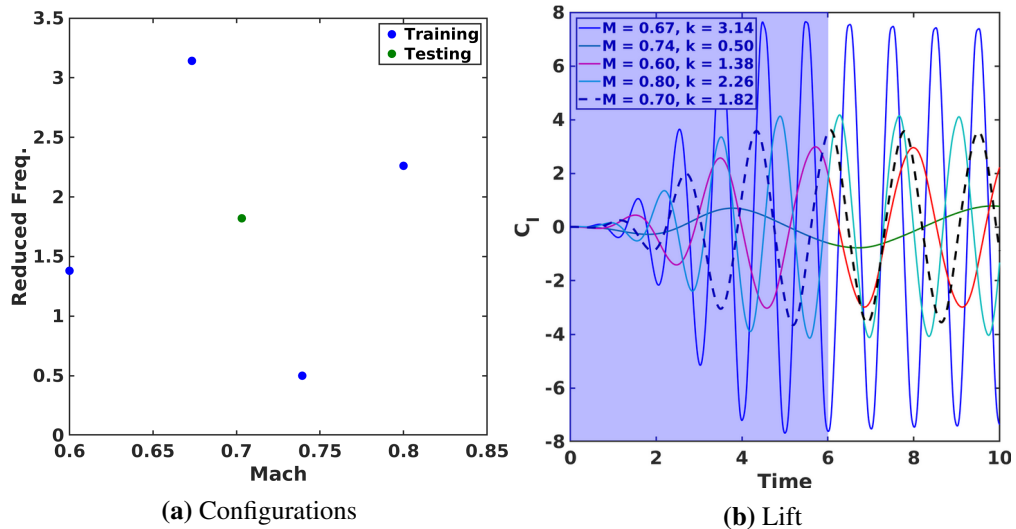 3.5
3
2.5
2
1.5
1
0.5
0
0.6
0.65
0.7
0.75
0.8
0.85
Reduced Freq.
Mach
Training
Testing
(a) Configurations
8
6
4
2
0
-2
-4
-6
-8
0
2
4
6
8
10
C_l
Time
M = 0.67, k = 3.14
M = 0.74, k = 0.50
M = 0.60, k = 1.38
M = 0.80, k = 2.26
M = 0.70, k = 1.82
(b) Lift